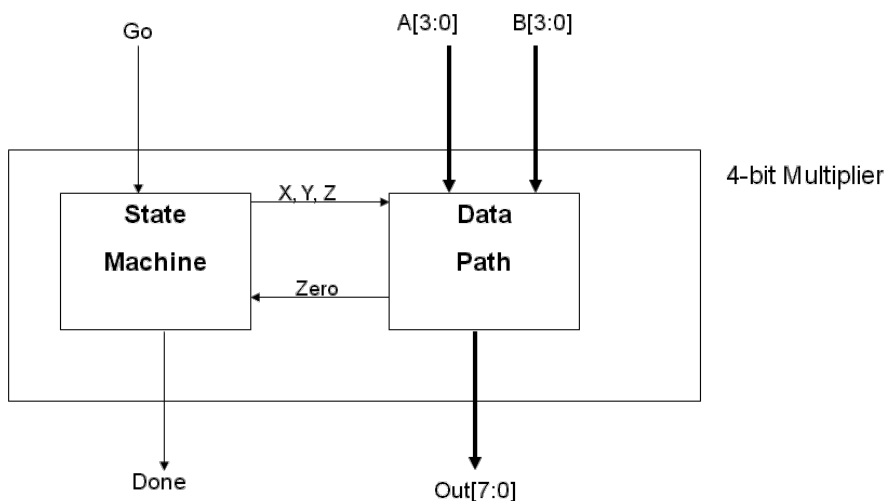 Go
A[3:0]
B[3:0]
4-bit Multiplier
State
Machine
X, Y, Z
Data
Path
Zero
Done
Out[7:0]